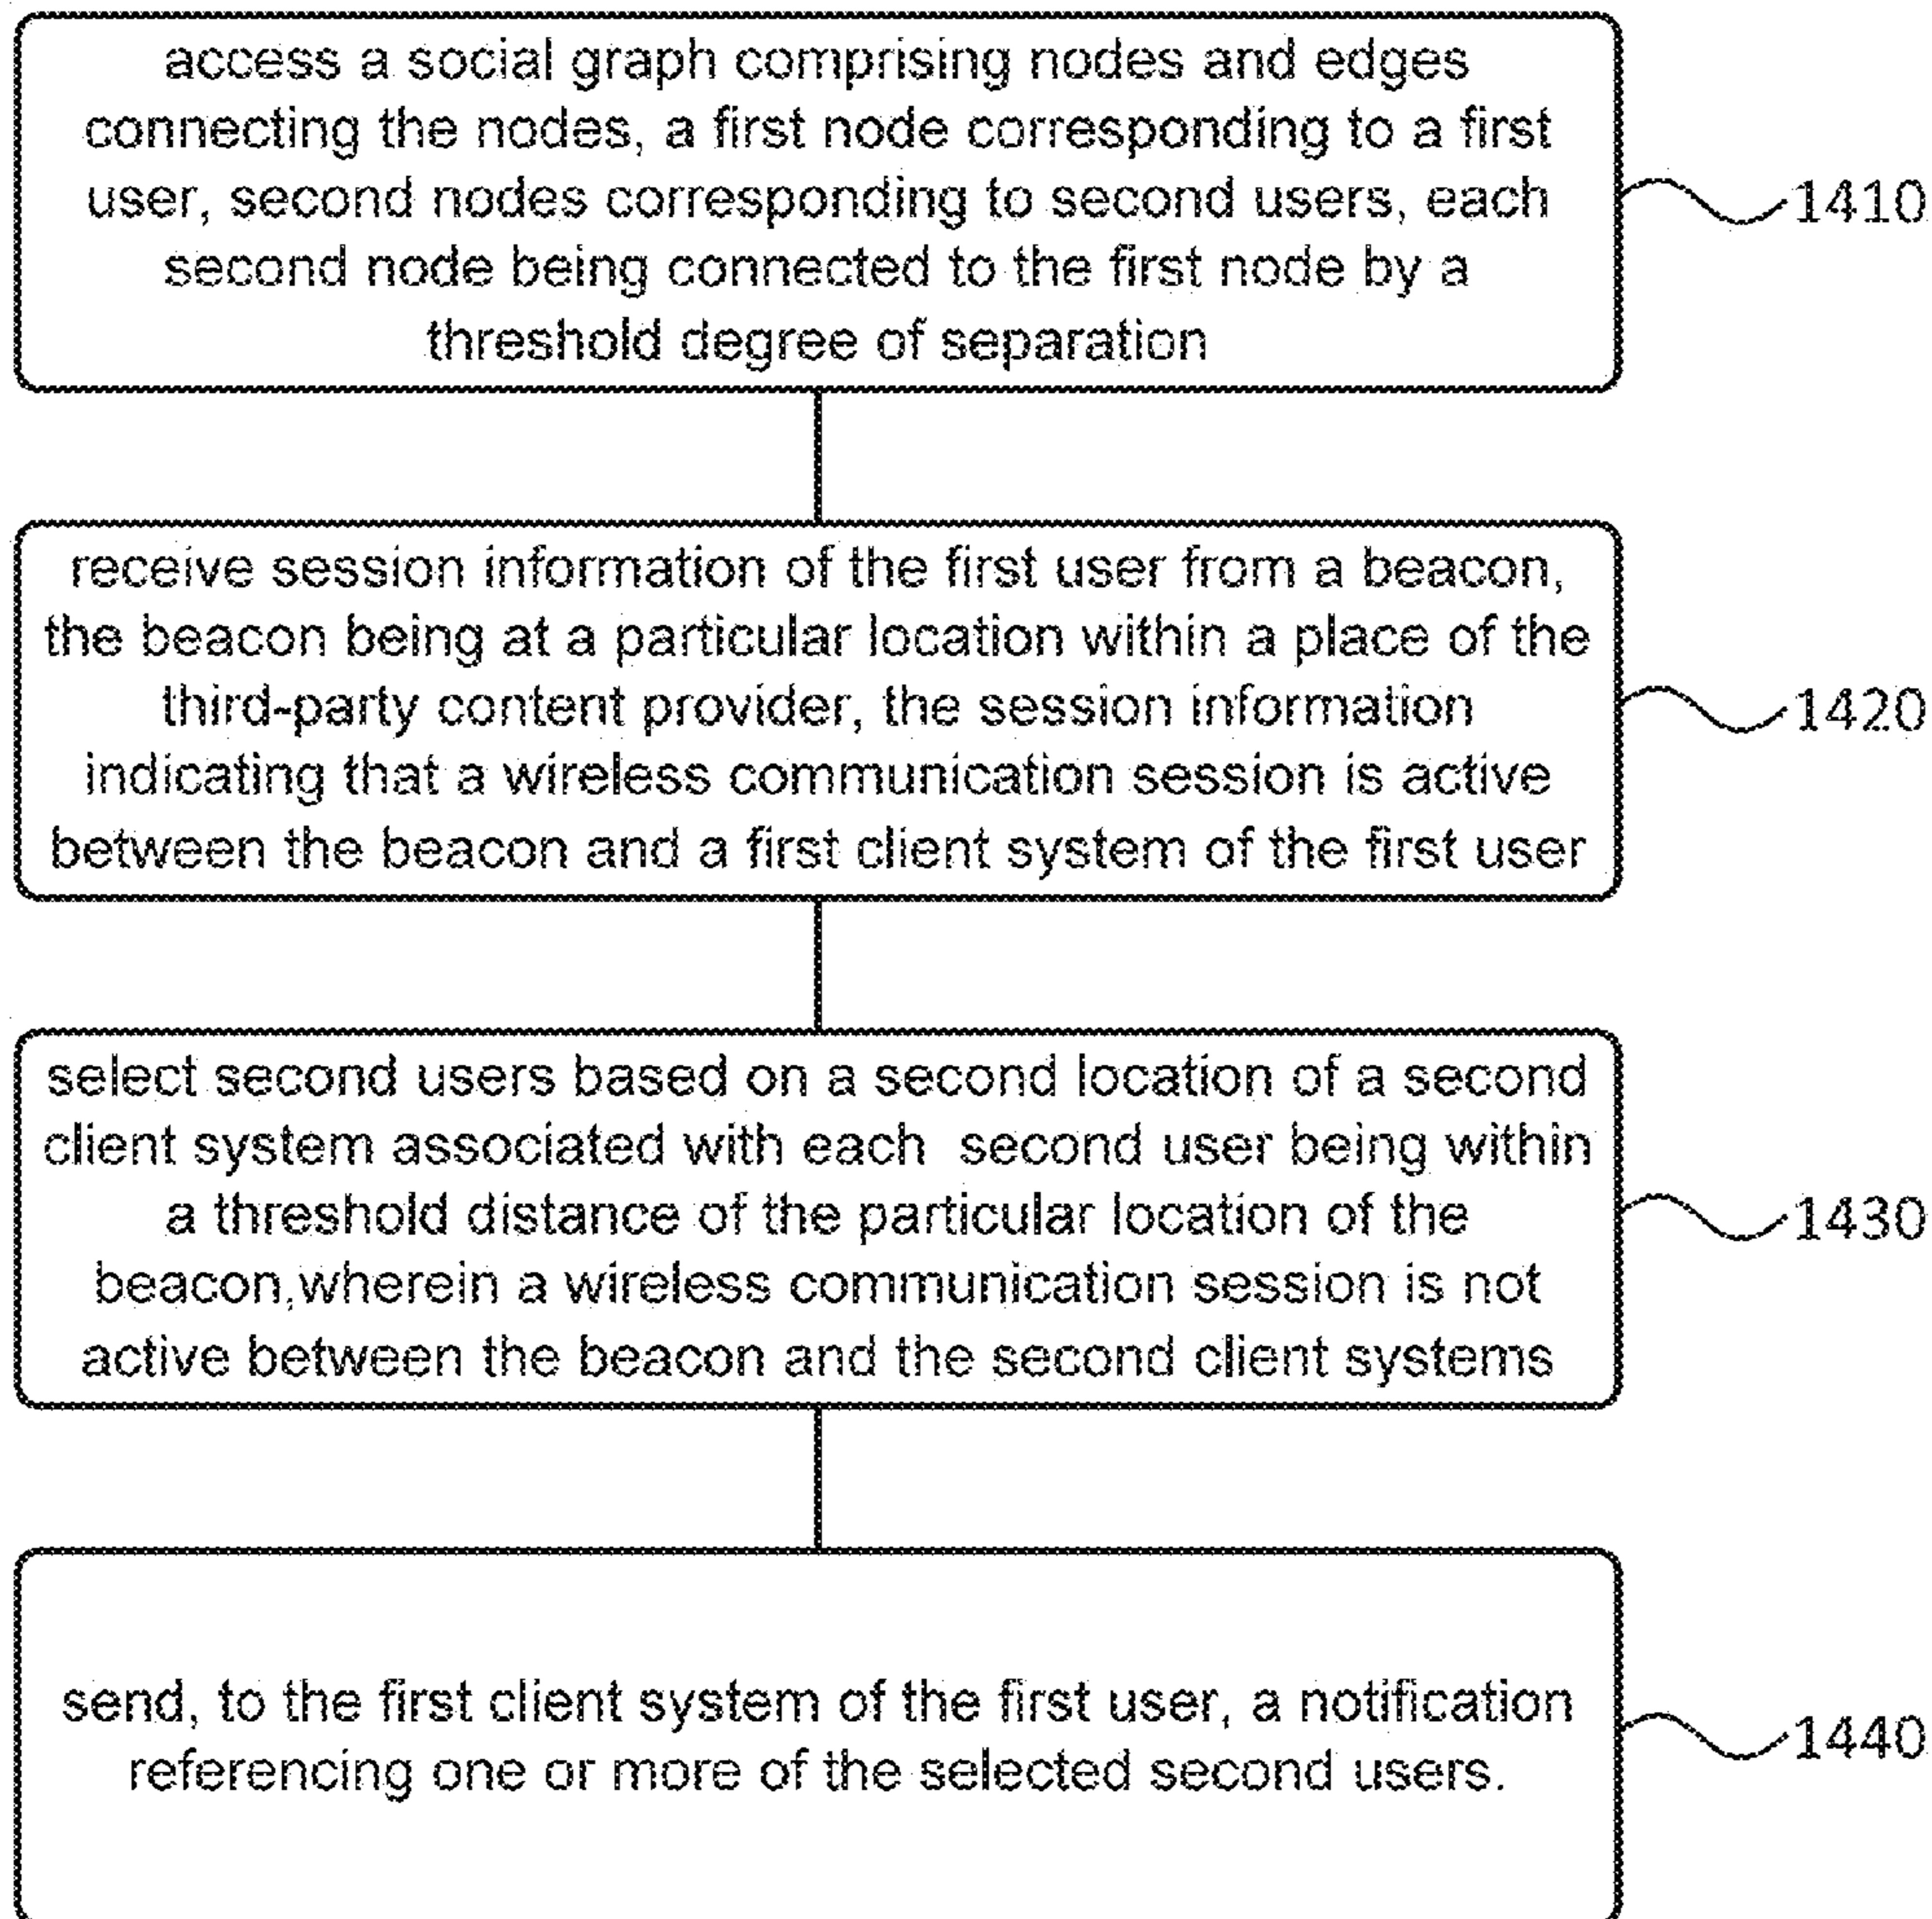 access a social graph comprising nodes and edges
connecting the nodes, a first node corresponding to a first
user, second nodes corresponding to second users, each
second node being connected to the first node by a
threshold degree of separation
1410
receive session information of the first user from a beacon,
the beacon being at a particular location within a place of the
third-party content provider, the session information
indicating that a wireless communication session is active
between the beacon and a first client system of the first user
1420
select second users based on a second location of a second
client system associated with each second user being within
a threshold distance of the particular location of the
beacon,wherein a wireless communication session is not
active between the beacon and the second client systems
1430
send, to the first client system of the first user, a notification
referencing one or more of the selected second users.
1440